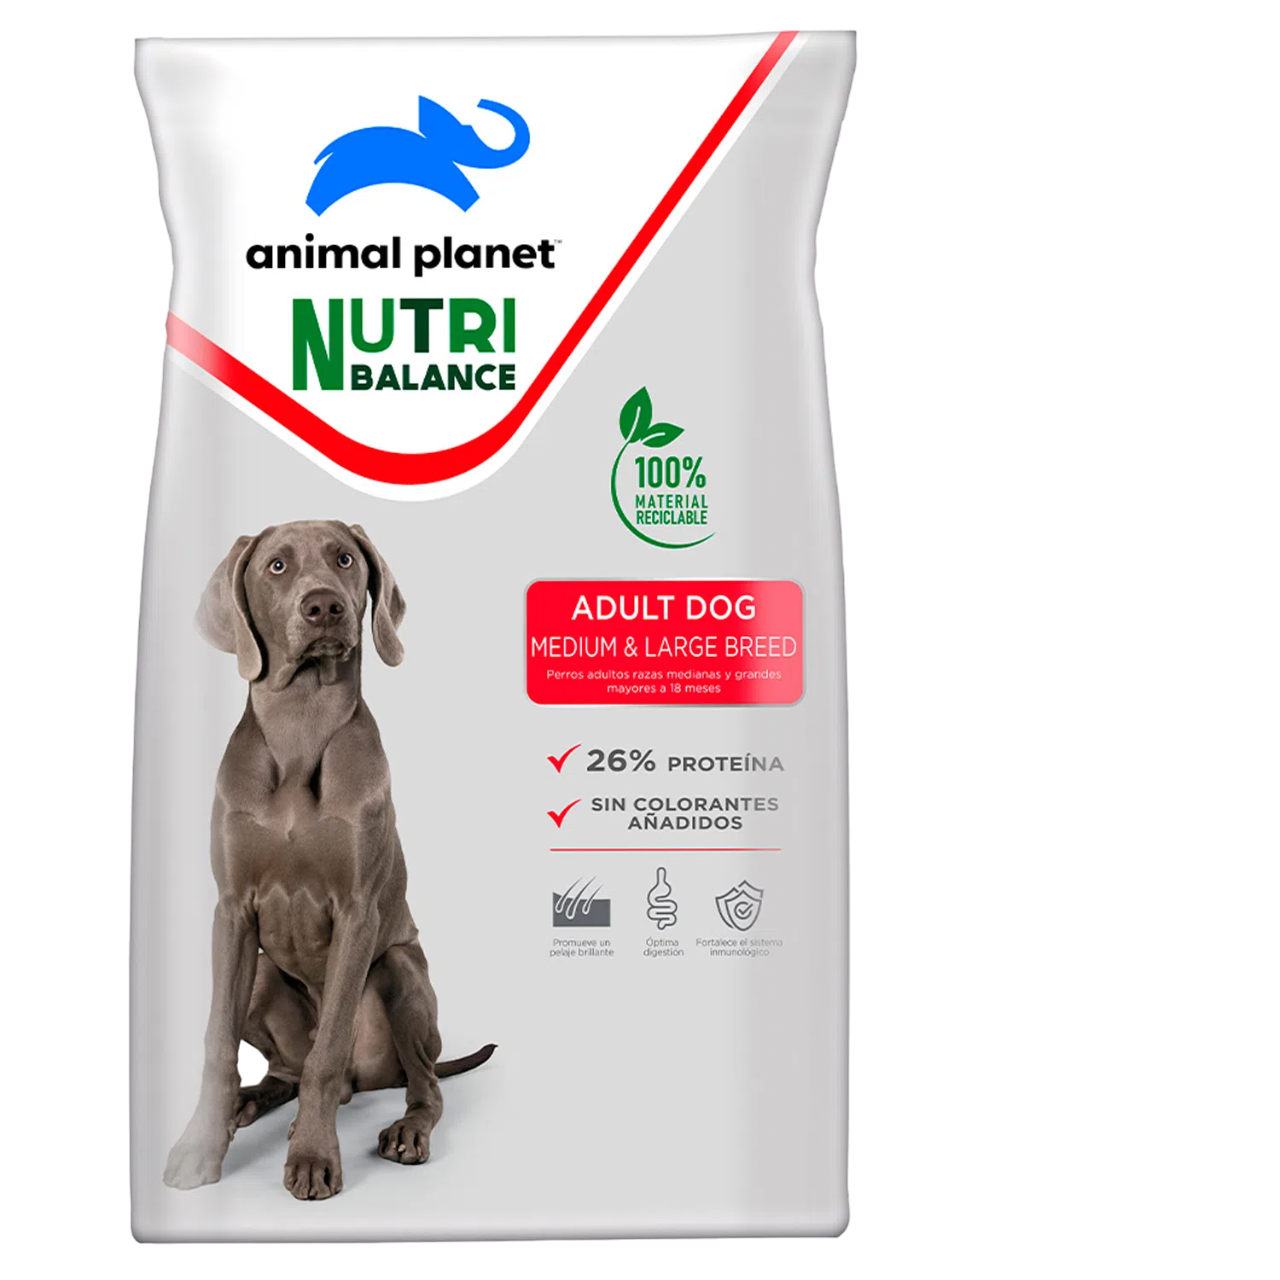 animal planet™
NUTRI
BALANCE
100%
MATERIAL
RECICLABLE
ADULT DOG
MEDIUM & LARGE BREED
Perros adultos razas medianas y grandes
mayores a 18 meses
26% PROTEÍNA
SIN COLORANTES
AÑADIDOS
Promueve un
pelaje brillante
Óptima
digestión
Fortalece el sistema
inmunológico